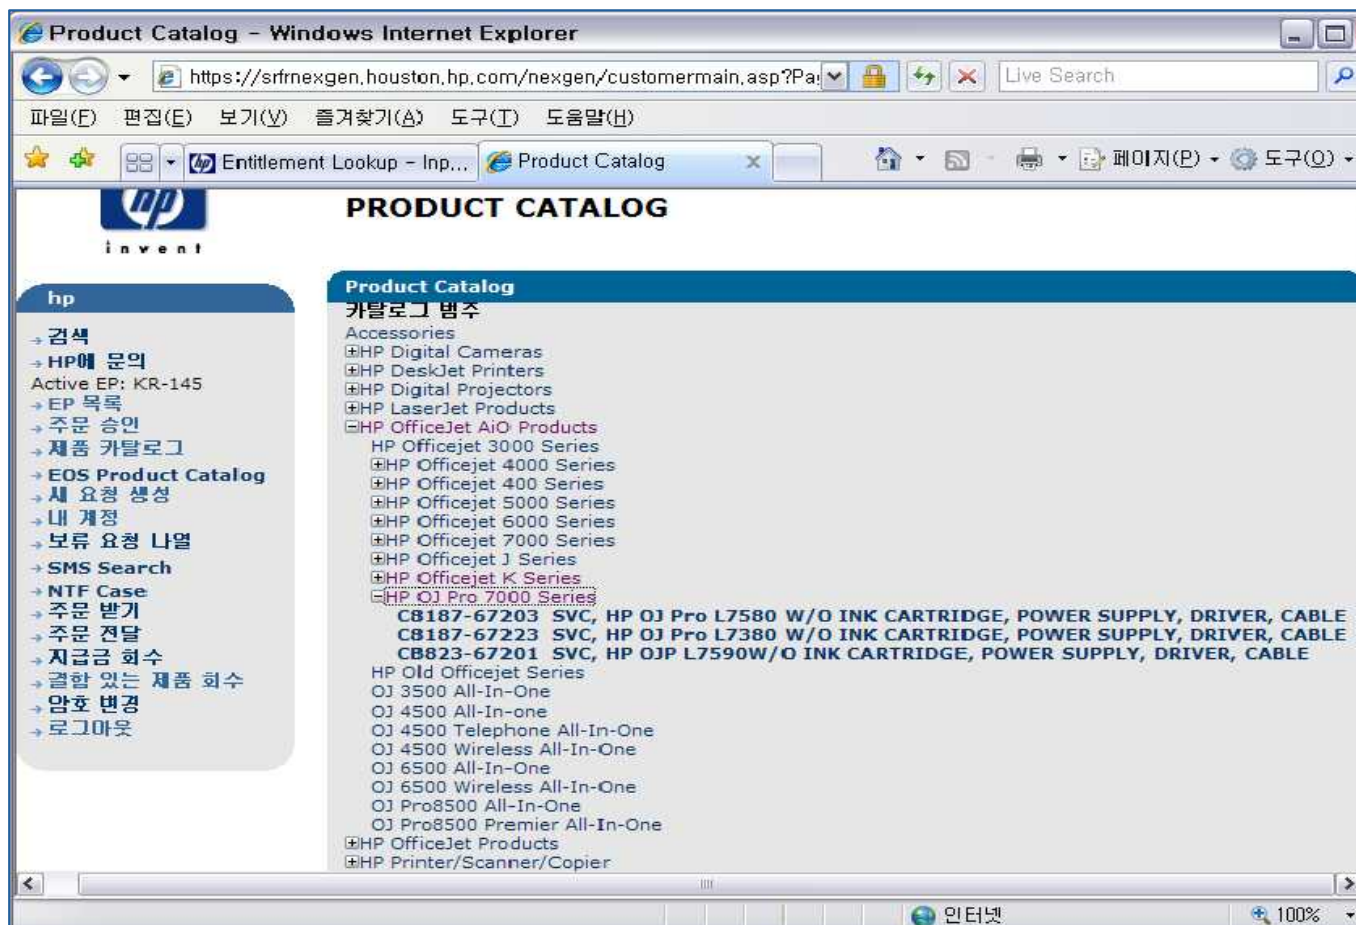 Product Catalog - Windows Internet Explorer
https://srfrnexgen.houston.hp.com/nexgen/customermain.asp?Pa
Live Search
파일(F) 편집(E) 보기(V) 즐겨찾기(A) 도구(T) 도움말(H)
Entitlement Lookup - Inp...
Product Catalog
페이지(P)
도구(O)
hp
invent
PRODUCT CATALOG
hp
검색
HP에 문의
Active EP: KR-145
EP 목록
주문 승인
제품 카탈로그
EOS Product Catalog
새 요청 생성
내 계정
보류 요청 나열
SMS Search
NTF Case
주문 받기
주문 전달
지급금 회수
결함 있는 제품 회수
암호 변경
로그아웃
Product Catalog
카탈로그 범주
Accessories
HP Digital Cameras
HP DeskJet Printers
HP Digital Projectors
HP LaserJet Products
HP OfficeJet AiO Products
HP Officejet 3000 Series
HP Officejet 4000 Series
HP Officejet 400 Series
HP Officejet 5000 Series
HP Officejet 6000 Series
HP Officejet 7000 Series
HP Officejet J Series
HP Officejet K Series
HP OJ Pro 7000 Series
CB187-67203 SVC, HP OJ Pro L7580 W/O INK CARTRIDGE, POWER SUPPLY, DRIVER, CABLE
CB187-67223 SVC, HP OJ Pro L7380 W/O INK CARTRIDGE, POWER SUPPLY, DRIVER, CABLE
CB823-67201 SVC, HP OJP L7590W/O INK CARTRIDGE, POWER SUPPLY, DRIVER, CABLE
HP Old Officejet Series
OJ 3500 All-In-One
OJ 4500 All-In-one
OJ 4500 Telephone All-In-One
OJ 4500 Wireless All-In-One
OJ 6500 All-In-One
OJ 6500 Wireless All-In-One
OJ Pro8500 All-In-One
OJ Pro8500 Premier All-In-One
HP OfficeJet Products
HP Printer/Scanner/Copier
인터넷
100%